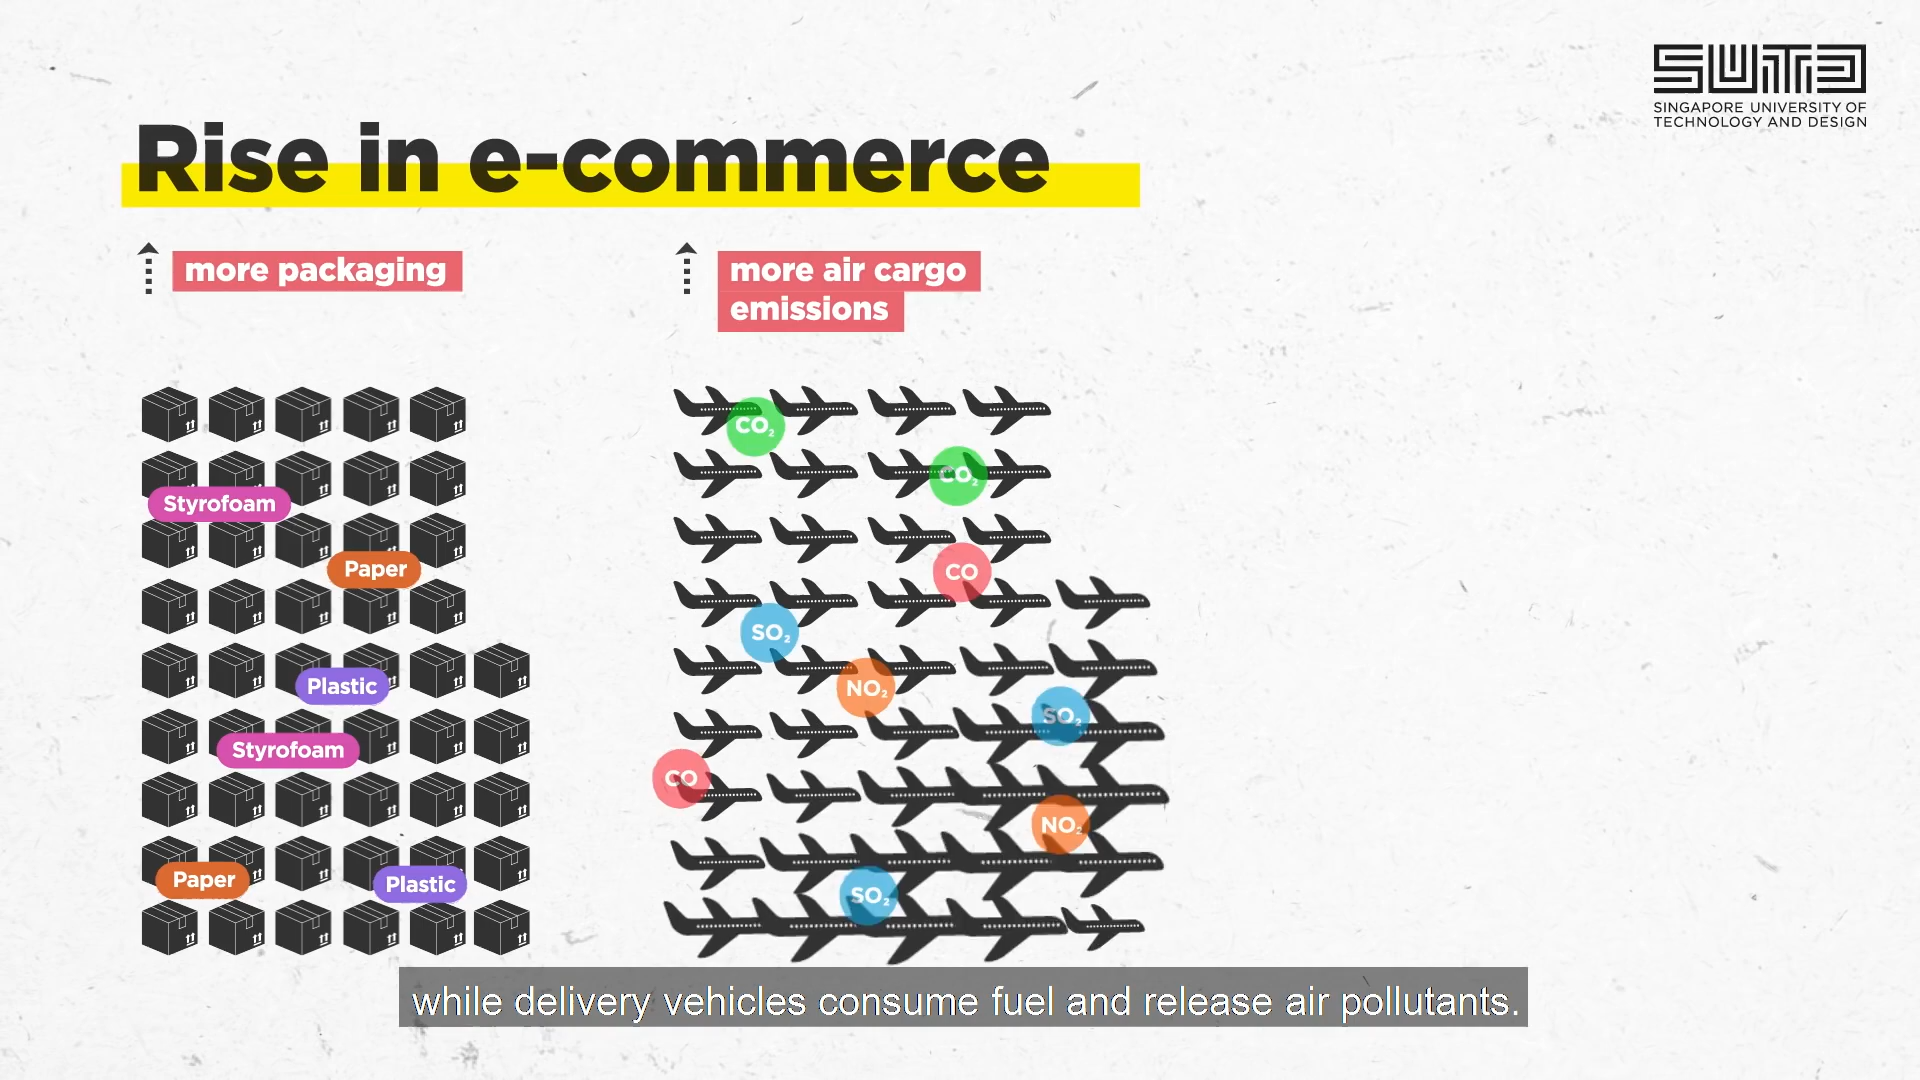 SUTD
SINGAPORE UNIVERSITY OF
TECHNOLOGY AND DESIGN
Rise in e-commerce
more packaging
more air cargo
emissions
Styrofoam
Paper
Plastic
Styrofoam
Paper
Plastic
CO₂
CO₂
CO
SO₂
NO₂
SO₂
CO
NO₂
SO₂
while delivery vehicles consume fuel and release air pollutants.